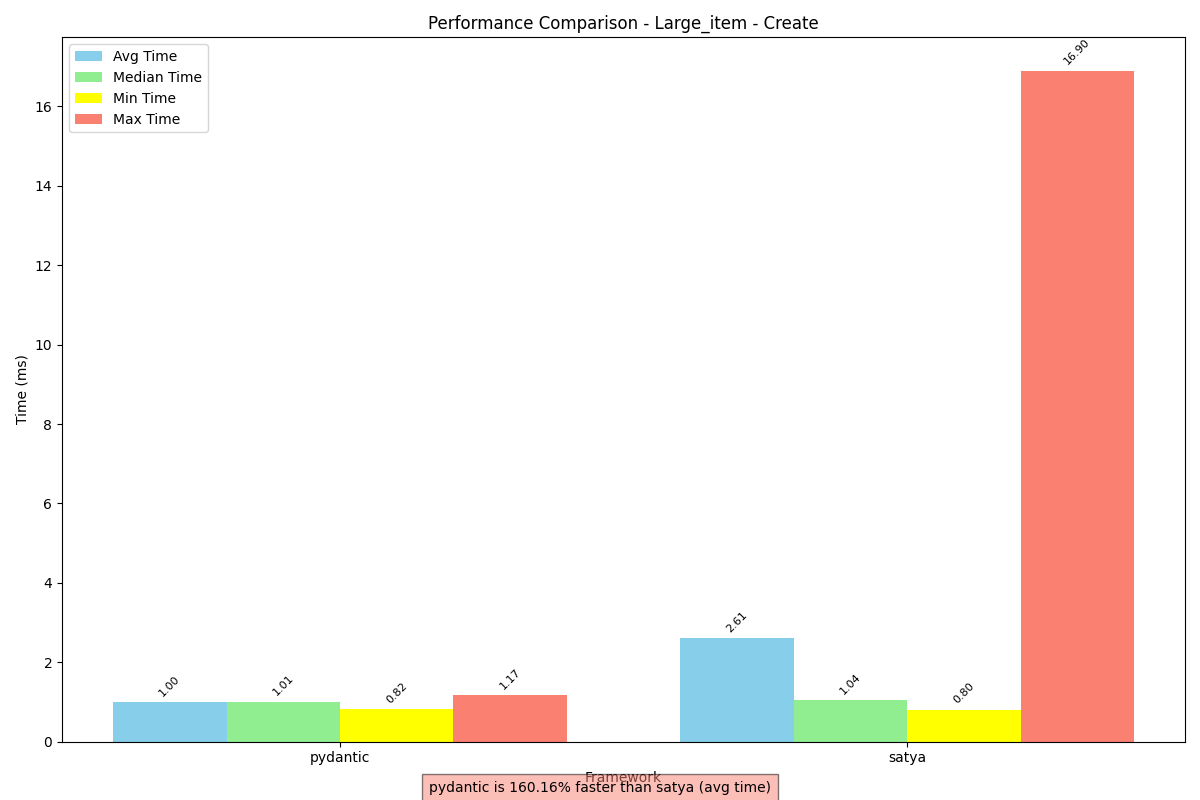 Performance Comparison - Large_item - Create
Avg Time
Median Time
Min Time
Max Time
Time (ms)
16
14
12
10
8
6
4
2
0
1.00
1.01
0.82
1.17
2.61
1.04
0.80
16.90
pydantic
satya
Framework
pydantic is 160.16% faster than satya (avg time)